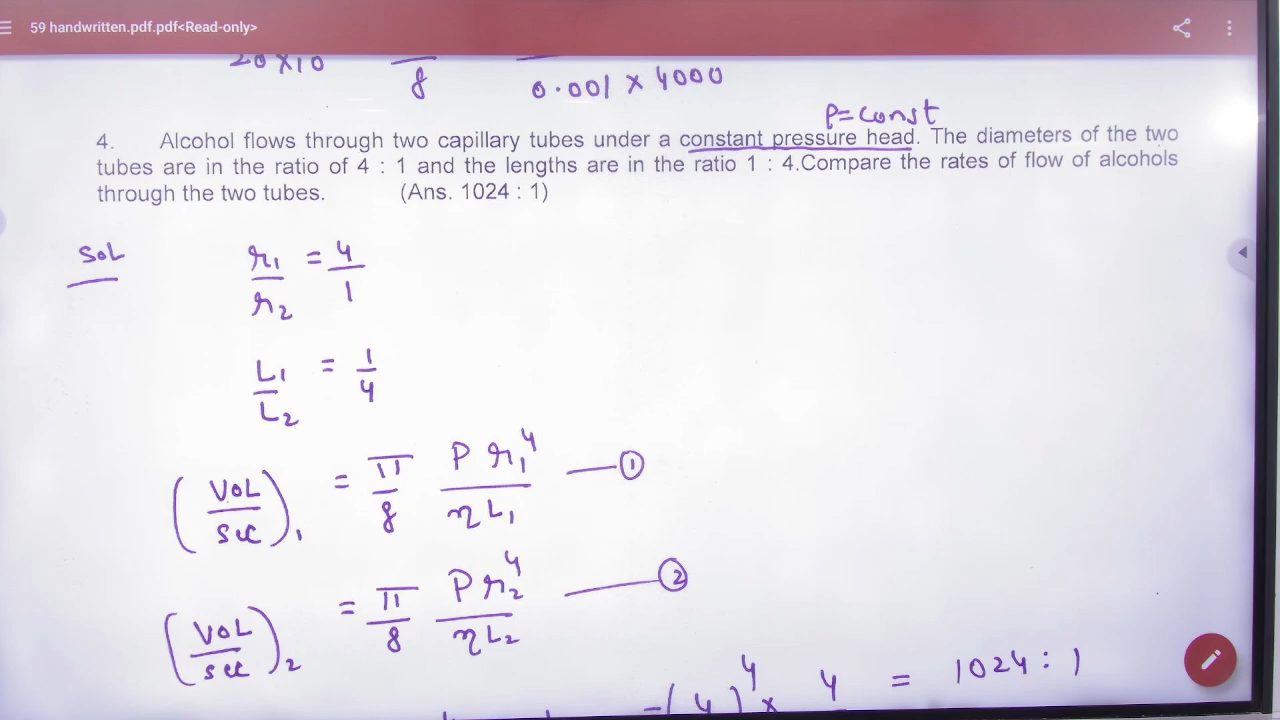 59 handwritten.pdf.pdf<Read-only>
20 × 10 8 0.001 × 4000
P = const
4. Alcohol flows through two capillary tubes under a constant pressure head. The diameters of the two
tubes are in the ratio of 4 : 1 and the lengths are in the ratio 1 : 4.Compare the rates of flow of alcohols
through the two tubes. (Ans. 1024 : 1)
Sol r₁/r₂ = 4/1
L₁/L₂ = 1/4
(VOL/sec)₁ = π/8 P r₁⁴/ηL₁ —①
(VOL/sec)₂ = π/8 P r₂⁴/ηL₂ —②
= (4)⁴ × 4 = 1024 : 1